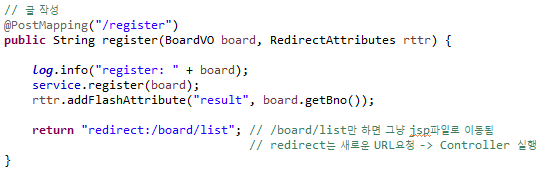 // 글 작성
@PostMapping("/register")
public String register(BoardVO board, RedirectAttributes rttr) {
log.info("register: " + board);
service.register(board);
rttr.addFlashAttribute("result", board.getBno());
return "redirect:/board/list"; // /board/list만 하면 그냥 jsp파일로 이동됨
// redirect는 새로운 URL요청 -> Controller 실행
}